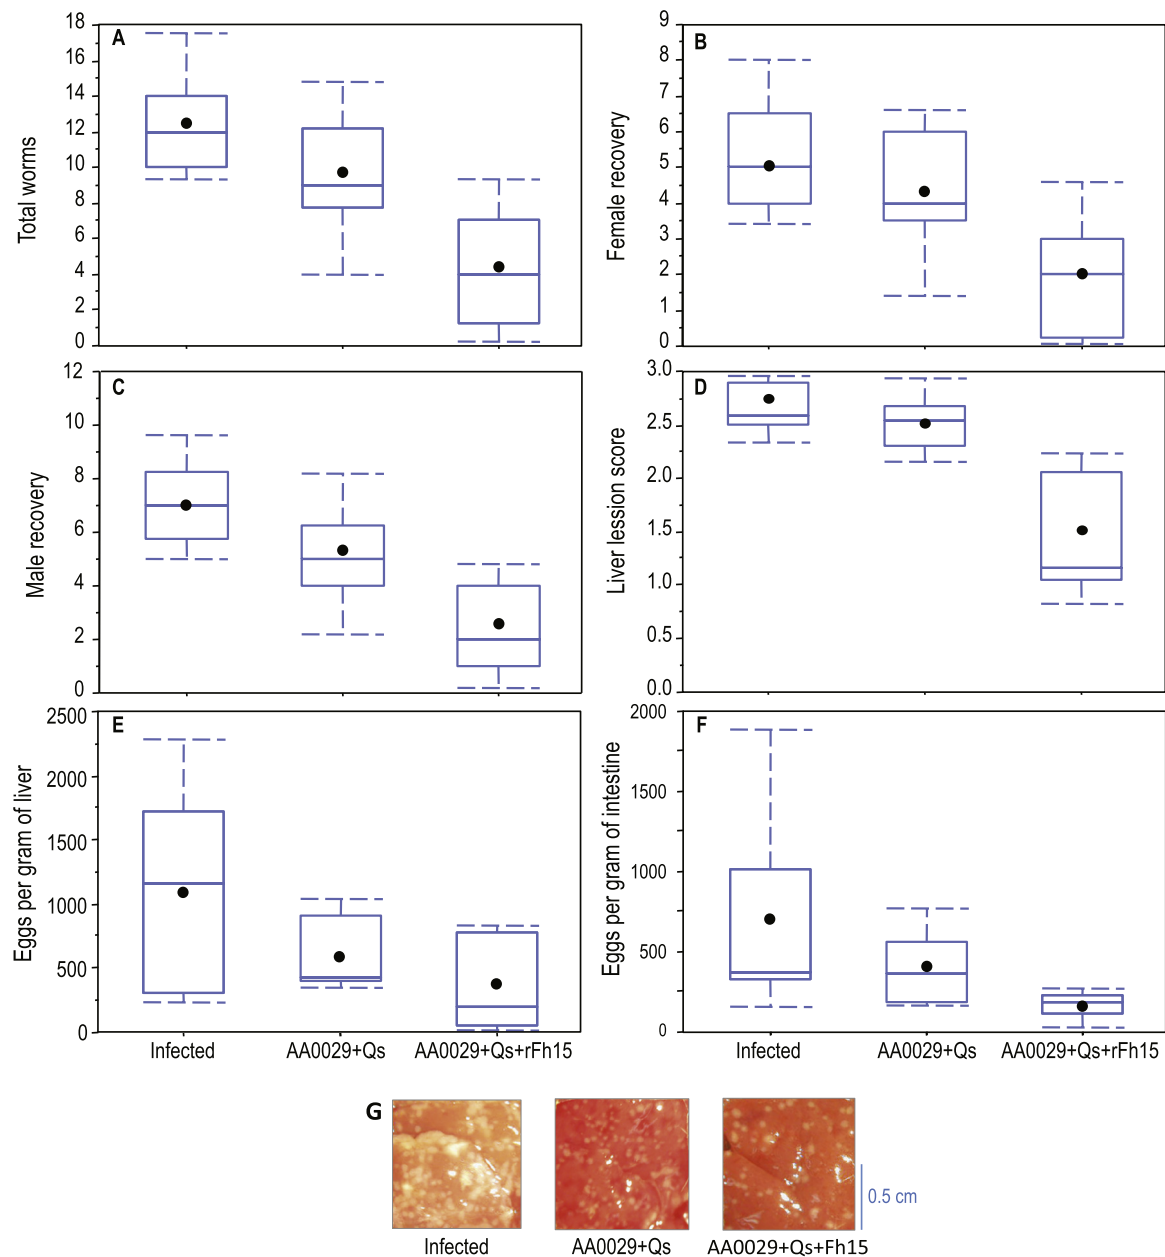 A
Total worms
18
16
14
12
10
8
6
4
2
0
B
Female recovery
9
8
7
6
5
4
3
2
1
0
C
Male recovery
12
10
8
6
4
2
0
D
Liver lession score
3.0
2.5
2.0
1.5
1.0
0.5
0.0
E
Eggs per gram of liver
2500
2000
1500
1000
500
0
Infected AA0029+Qs AA0029+Qs+rFh15
F
Eggs per gram of intestine
2000
1500
1000
500
0
Infected AA0029+Qs AA0029+Qs+rFh15
G
0.5 cm
Infected AA0029+Qs AA0029+Qs+Fh15